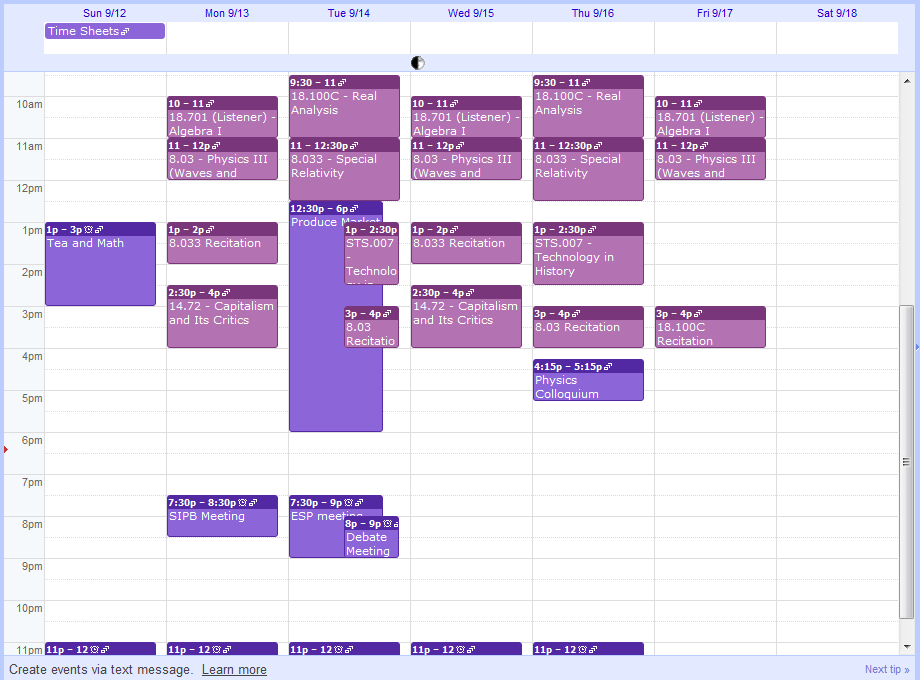 Sun 9/12 Mon 9/13 Tue 9/14 Wed 9/15 Thu 9/16 Fri 9/17 Sat 9/18
Time Sheets
10am
11am
12pm
1pm
2pm
3pm
4pm
5pm
6pm
7pm
8pm
9pm
10pm
11pm
1p – 3p
Tea and Math
11p – 12
10 – 11
18.701 (Listener) -
Algebra I
11 – 12p
8.03 - Physics III
(Waves and
1p – 2p
8.033 Recitation
2:30p – 4p
14.72 - Capitalism
and Its Critics
7:30p – 8:30p
SIPB Meeting
11p – 12
9:30 – 11
18.100C - Real
Analysis
11 – 12:30p
8.033 - Special
Relativity
12:30p – 6p
Produce Market
1p – 2:30p
STS.007
-
Technolo
3p – 4p
8.03
Recitatio
7:30p – 9p
ESP meeting
8p – 9p
Debate
Meeting
11p – 12
10 – 11
18.701 (Listener) -
Algebra I
11 – 12p
8.03 - Physics III
(Waves and
1p – 2p
8.033 Recitation
2:30p – 4p
14.72 - Capitalism
and Its Critics
11p – 12
9:30 – 11
18.100C - Real
Analysis
11 – 12:30p
8.033 - Special
Relativity
1p – 2:30p
STS.007 -
Technology in
History
3p – 4p
8.03 Recitation
4:15p – 5:15p
Physics
Colloquium
11p – 12
10 – 11
18.701 (Listener) -
Algebra I
11 – 12p
8.03 - Physics III
(Waves and
3p – 4p
18.100C
Recitation
Create events via text message. Learn more
Next tip »